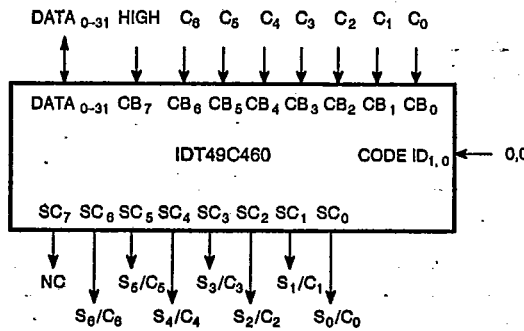 DATA 0–31 HIGH C6 C5 C4 C3 C2 C1 C0
DATA 0–31 CB7 CB6 CB5 CB4 CB3 CB2 CB1 CB0
IDT49C460 CODE ID1, 0 0,0
SC7 SC6 SC5 SC4 SC3 SC2 SC1 SC0
NC S5/C5 S3/C3 S1/C1
S6/C6 S4/C4 S2/C2 S0/C0